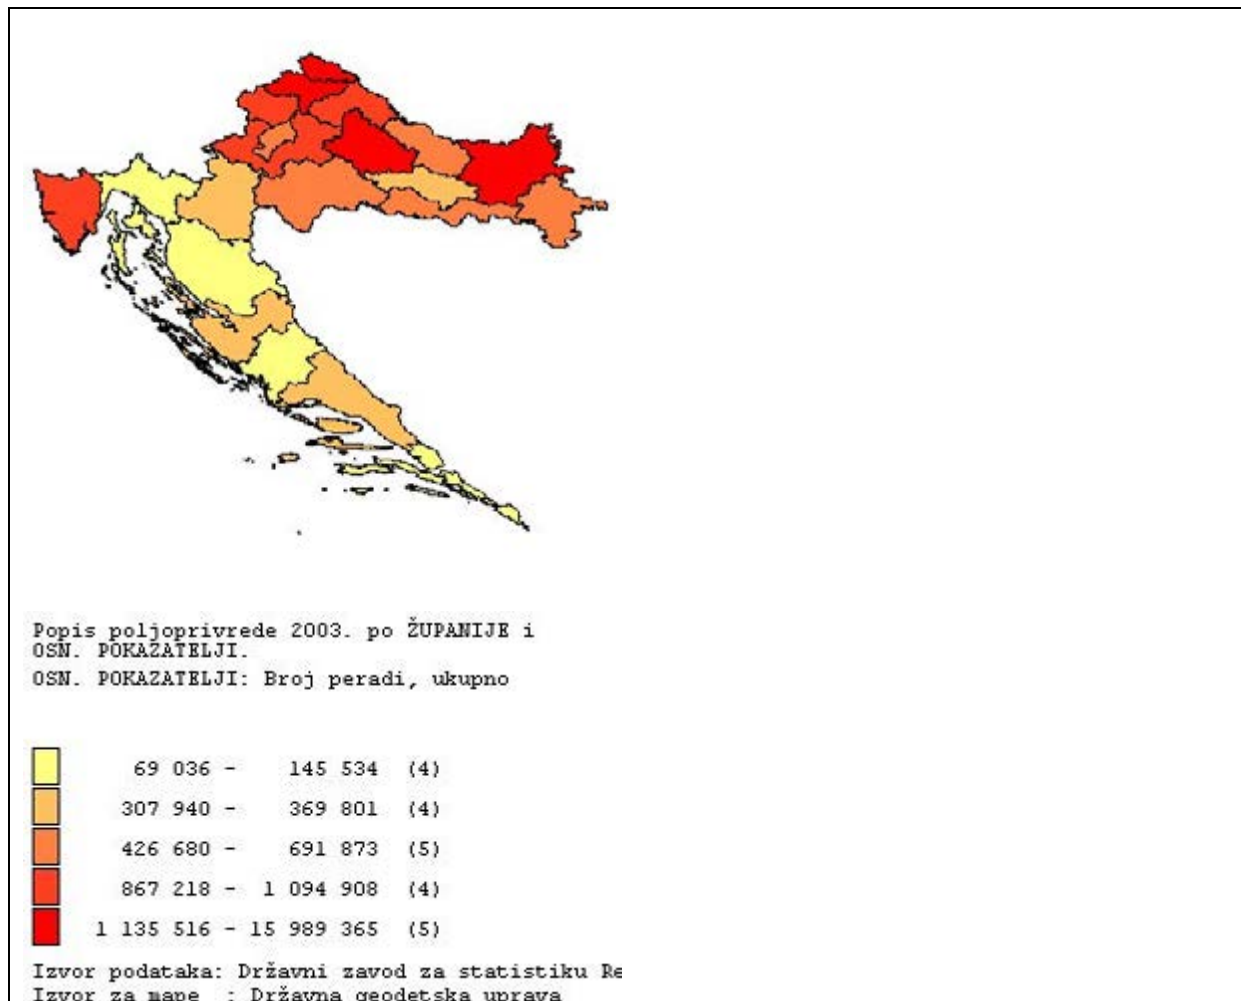 Popis poljoprivrede 2003. po ŽUPANIJE i
OSN. POKAZATELJI.
OSN. POKAZATELJI: Broj peradi, ukupno
69 036 - 145 534 (4)
307 940 - 369 801 (4)
426 680 - 691 873 (5)
867 218 - 1 094 908 (4)
1 135 516 - 15 989 365 (5)
Izvor podataka: Državni zavod za statistiku Re
Izvor za mape : Državna geodetska uprava